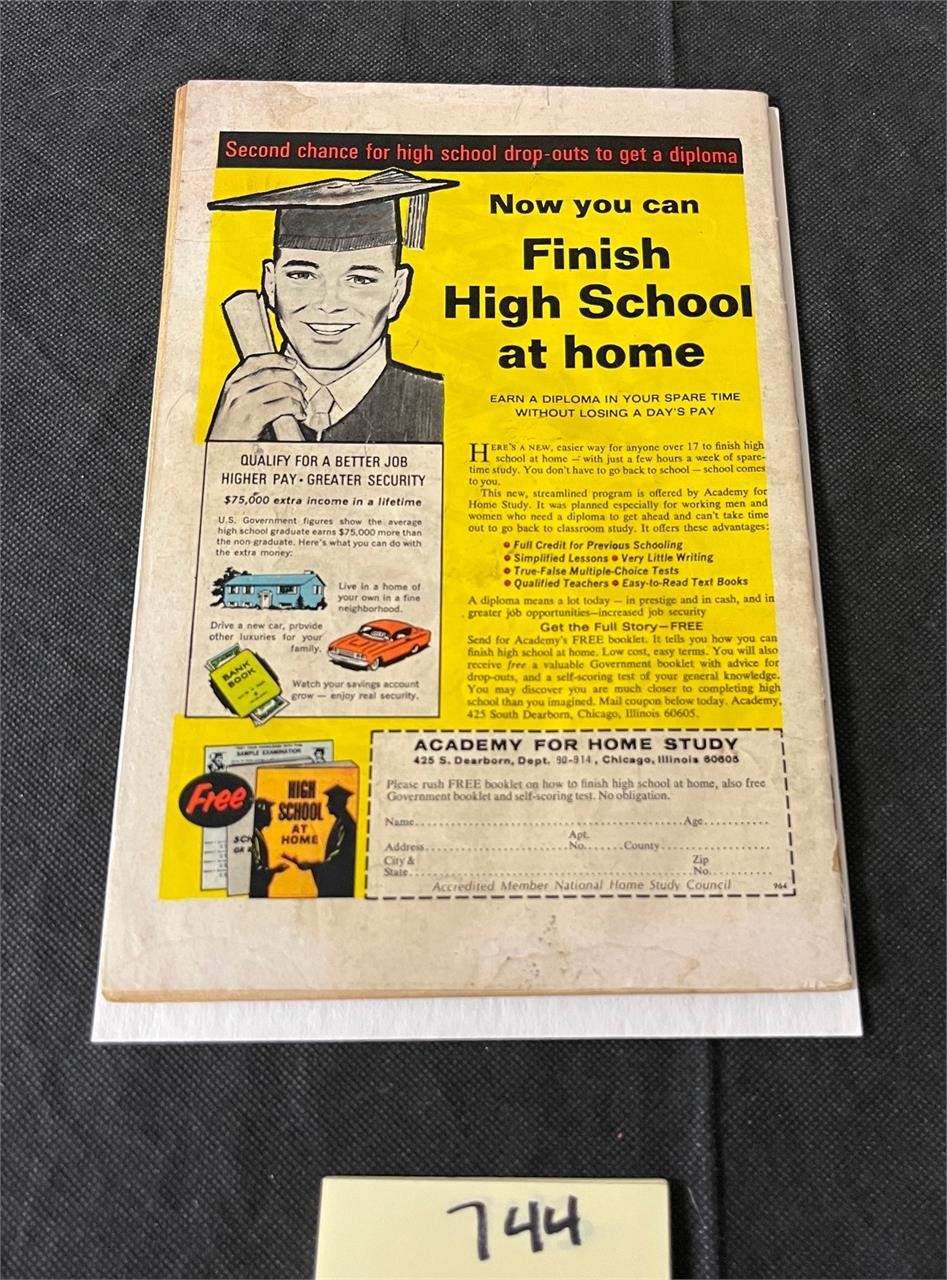 Second chance for high school drop-outs to get a diploma
Now you can
Finish
High School
at home
EARN A DIPLOMA IN YOUR SPARE TIME
WITHOUT LOSING A DAY'S PAY
HERE'S A NEW, easier way for anyone over 17 to finish high
school at home — with just a few hours a week of spare-
time study. You don't have to go back to school — school comes
to you.
This new, streamlined program is offered by Academy for
Home Study. It was planned especially for working men and
women who need a diploma to get ahead and can't take time
out to go back to classroom study. It offers these advantages:
• Full Credit for Previous Schooling
• Simplified Lessons • Very Little Writing
• True-False Multiple-Choice Tests
• Qualified Teachers • Easy-to-Read Text Books
A diploma means a lot today — in prestige and in cash, and in
greater job opportunities—increased job security
Get the Full Story—FREE
Send for Academy's FREE booklet. It tells you how you can
finish high school at home. Low cost, easy terms. You will also
receive free a valuable Government booklet with advice for
drop-outs, and a self-scoring test of your general knowledge.
You may discover you are much closer to completing high
school than you imagined. Mail coupon below today. Academy,
425 South Dearborn, Chicago, Illinois 60605.
QUALIFY FOR A BETTER JOB
HIGHER PAY • GREATER SECURITY
$75,000 extra income in a lifetime
U.S. Government figures show the average
high school graduate earns $75,000 more than
the non-graduate. Here's what you can do with
the extra money:
Live in a home of
your own in a fine
neighborhood.
Drive a new car, provide
other luxuries for your
family.
BANK
BOOK
Watch your savings account
grow — enjoy real security.
SAMPLE EXAMINATION
Free
HIGH
SCHOOL
AT
HOME
ACADEMY FOR HOME STUDY
425 S. Dearborn, Dept. 90-914, Chicago, Illinois 60605
Please rush FREE booklet on how to finish high school at home, also free
Government booklet and self-scoring test. No obligation.
Name Age
Apt.
Address No. County
City & Zip
State No.
Accredited Member National Home Study Council 964
744